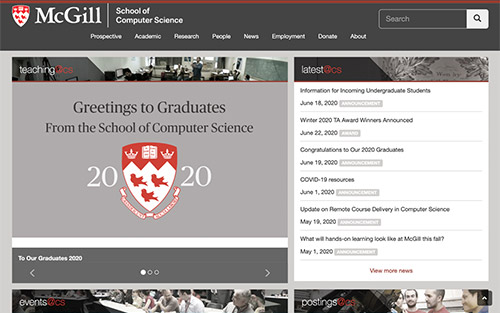 McGill
School of
Computer Science
Search
Prospective Academic Research People News Employment Donate About
teaching@cs
Greetings to Graduates
From the School of Computer Science
20 20
To Our Graduates 2020
latest@cs
Information for Incoming Undergraduate Students
June 18, 2020 ANNOUNCEMENT
Winter 2020 TA Award Winners Announced
June 22, 2020 AWARD
Congratulations to Our 2020 Graduates
June 19, 2020 ANNOUNCEMENT
COVID-19 resources
June 1, 2020 ANNOUNCEMENT
Update on Remote Course Delivery in Computer Science
May 19, 2020 ANNOUNCEMENT
What will hands-on learning look like at McGill this fall?
May 1, 2020 ANNOUNCEMENT
View more news
events@cs
postings@cs